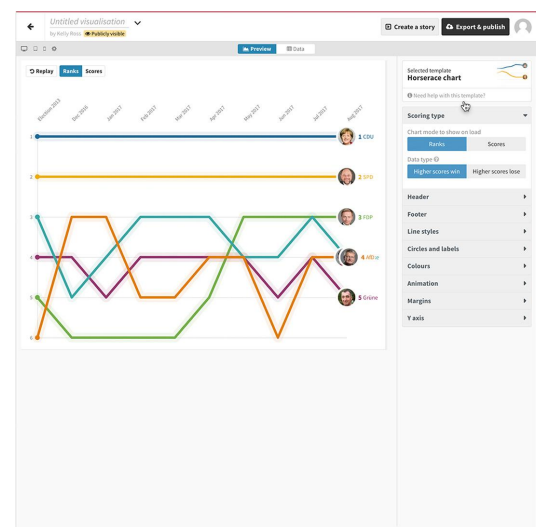 Untitled visualisation
by Kelly Ross Publicly visible
Create a story
Export & publish
Preview
Data
Replay
Ranks
Scores
Election 2013
Dec 2016
Jan 2017
Feb 2017
Mar 2017
Apr 2017
May 2017
Jun 2017
Jul 2017
Aug 2017
1
1 CDU
2
2 SPD
3
3 FDP
4
5
5 Grüne
6
Selected template
Horserace chart
Need help with this template?
Scoring type
Chart mode to show on load
Ranks
Scores
Data type
Higher scores win
Higher scores lose
Header
Footer
Line styles
Circles and labels
Colours
Animation
Margins
Y axis